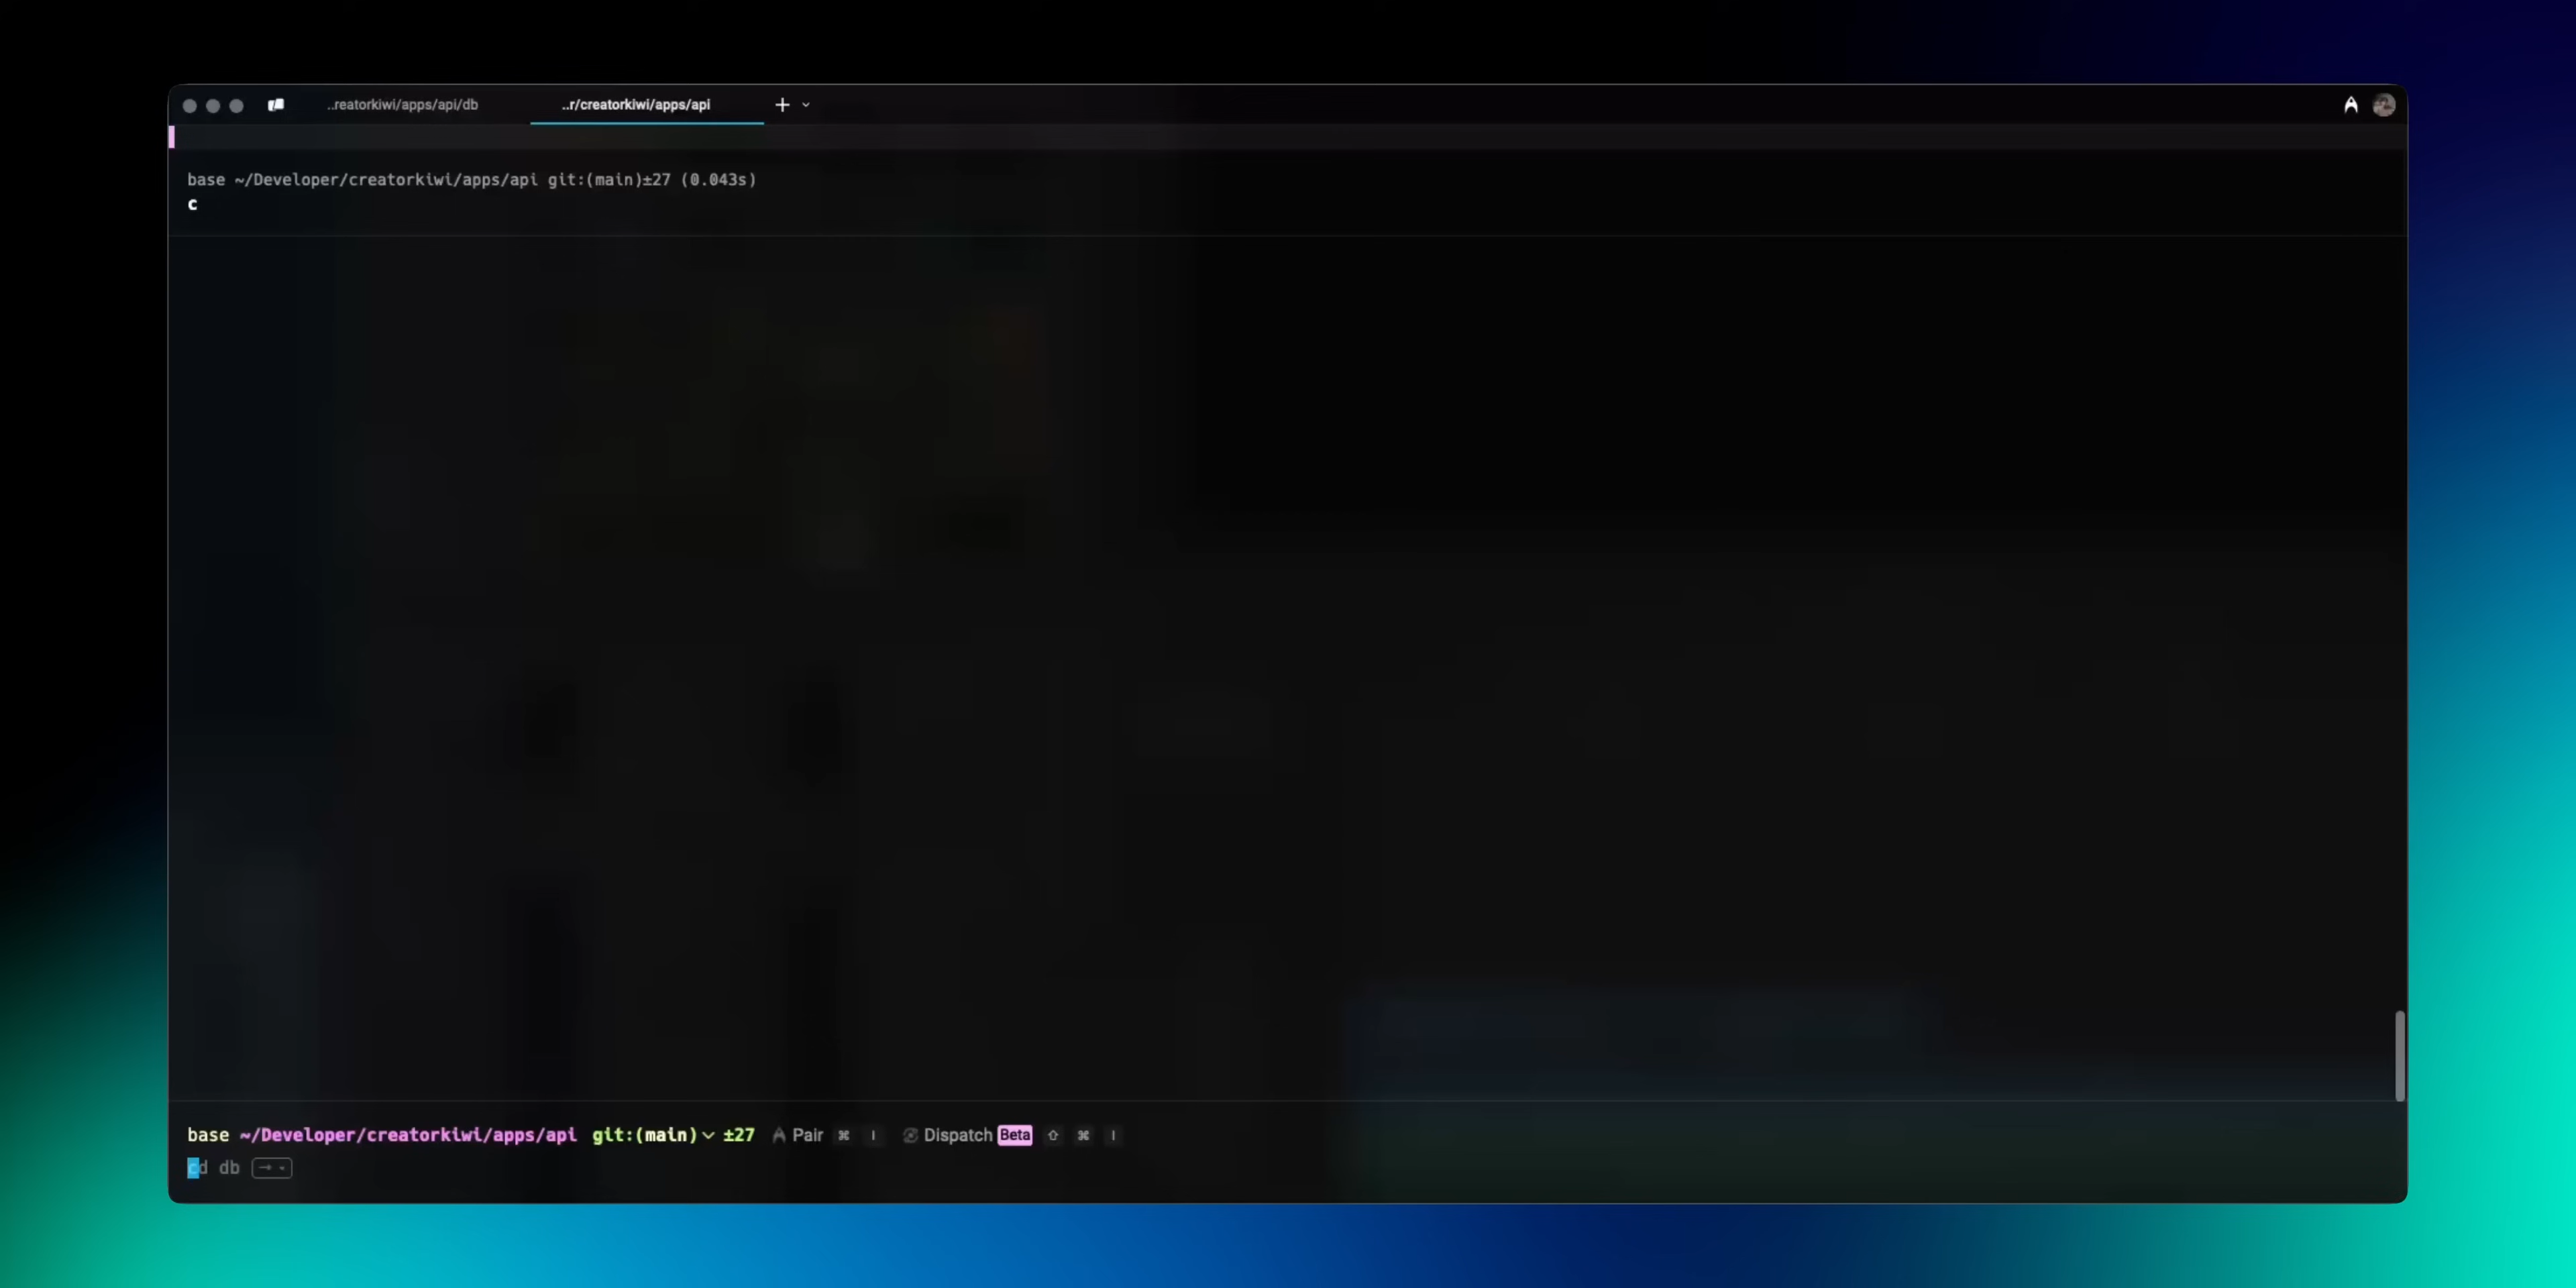 ..reatorkiwi/apps/api/db
..r/creatorkiwi/apps/api
base ~/Developer/creatorkiwi/apps/api git:(main)±27 (0.043s)
c
base ~/Developer/creatorkiwi/apps/api git:(main) ±27 Pair ⌘ I Dispatch Beta ⇧ ⌘ I
cd db